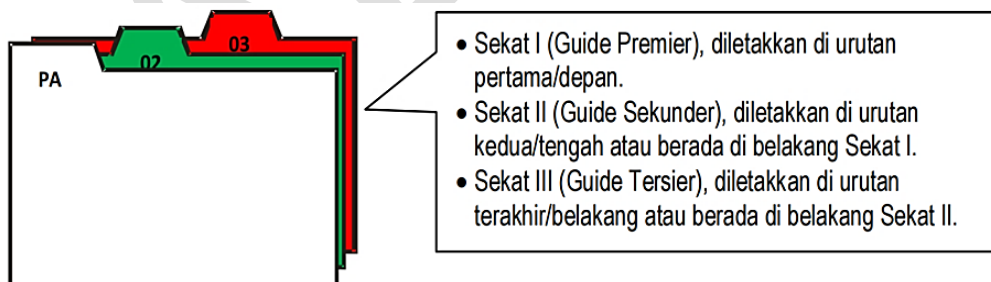 03
02
PA
• Sekat I (Guide Premier), diletakkan di urutan
pertama/depan.
• Sekat II (Guide Sekunder), diletakkan di urutan
kedua/tengah atau berada di belakang Sekat I.
• Sekat III (Guide Tersier), diletakkan di urutan
terakhir/belakang atau berada di belakang Sekat II.